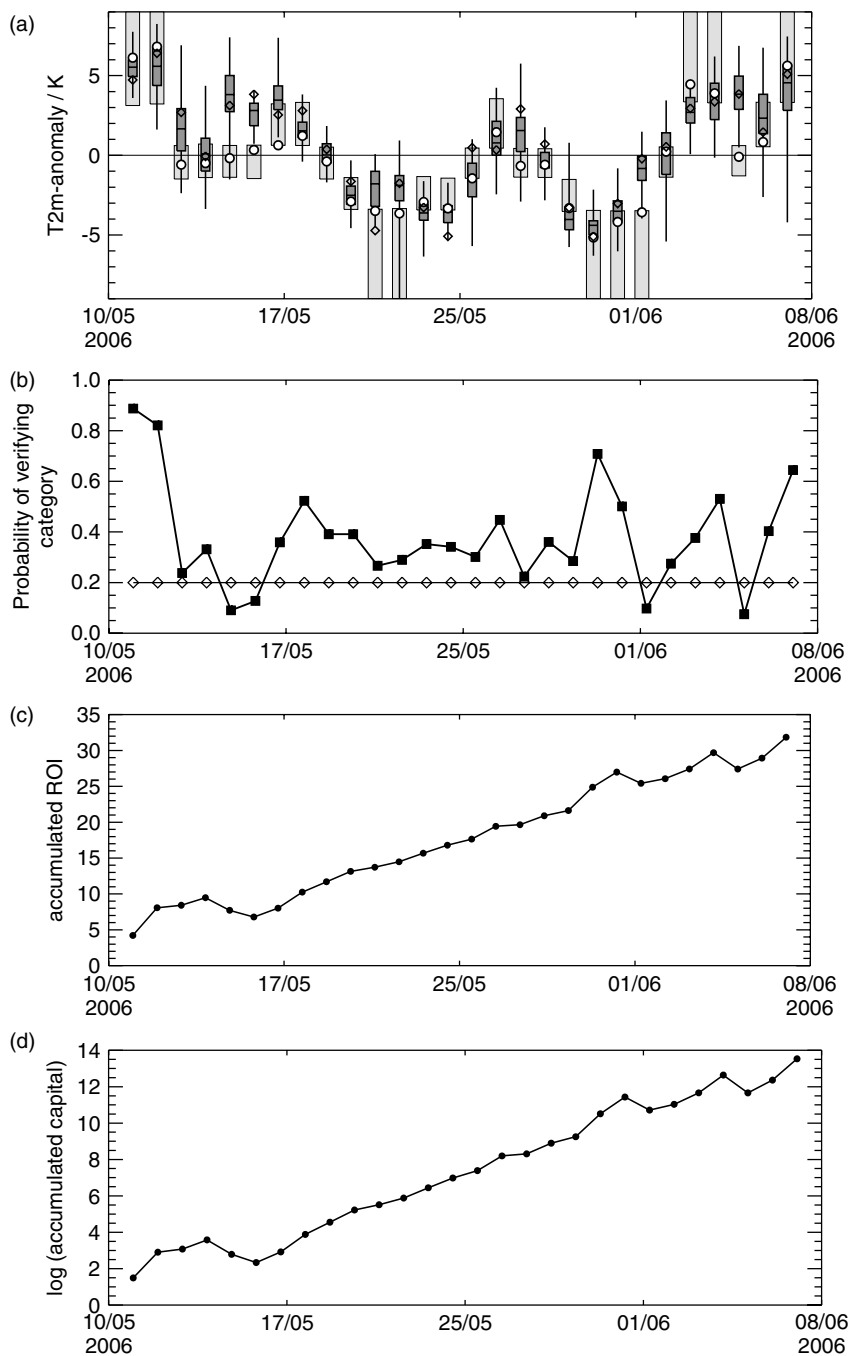 (a)
T2m-anomaly / K
5
0
-5
10/05 17/05 25/05 01/06 08/06
2006 2006
(b)
Probability of verifying
category
1.0
0.8
0.6
0.4
0.2
0.0
10/05 17/05 25/05 01/06 08/06
2006 2006
(c)
accumulated ROI
35
30
25
20
15
10
5
0
10/05 17/05 25/05 01/06 08/06
2006 2006
(d)
log (accumulated capital)
14
12
10
8
6
4
2
0
10/05 17/05 25/05 01/06 08/06
2006 2006